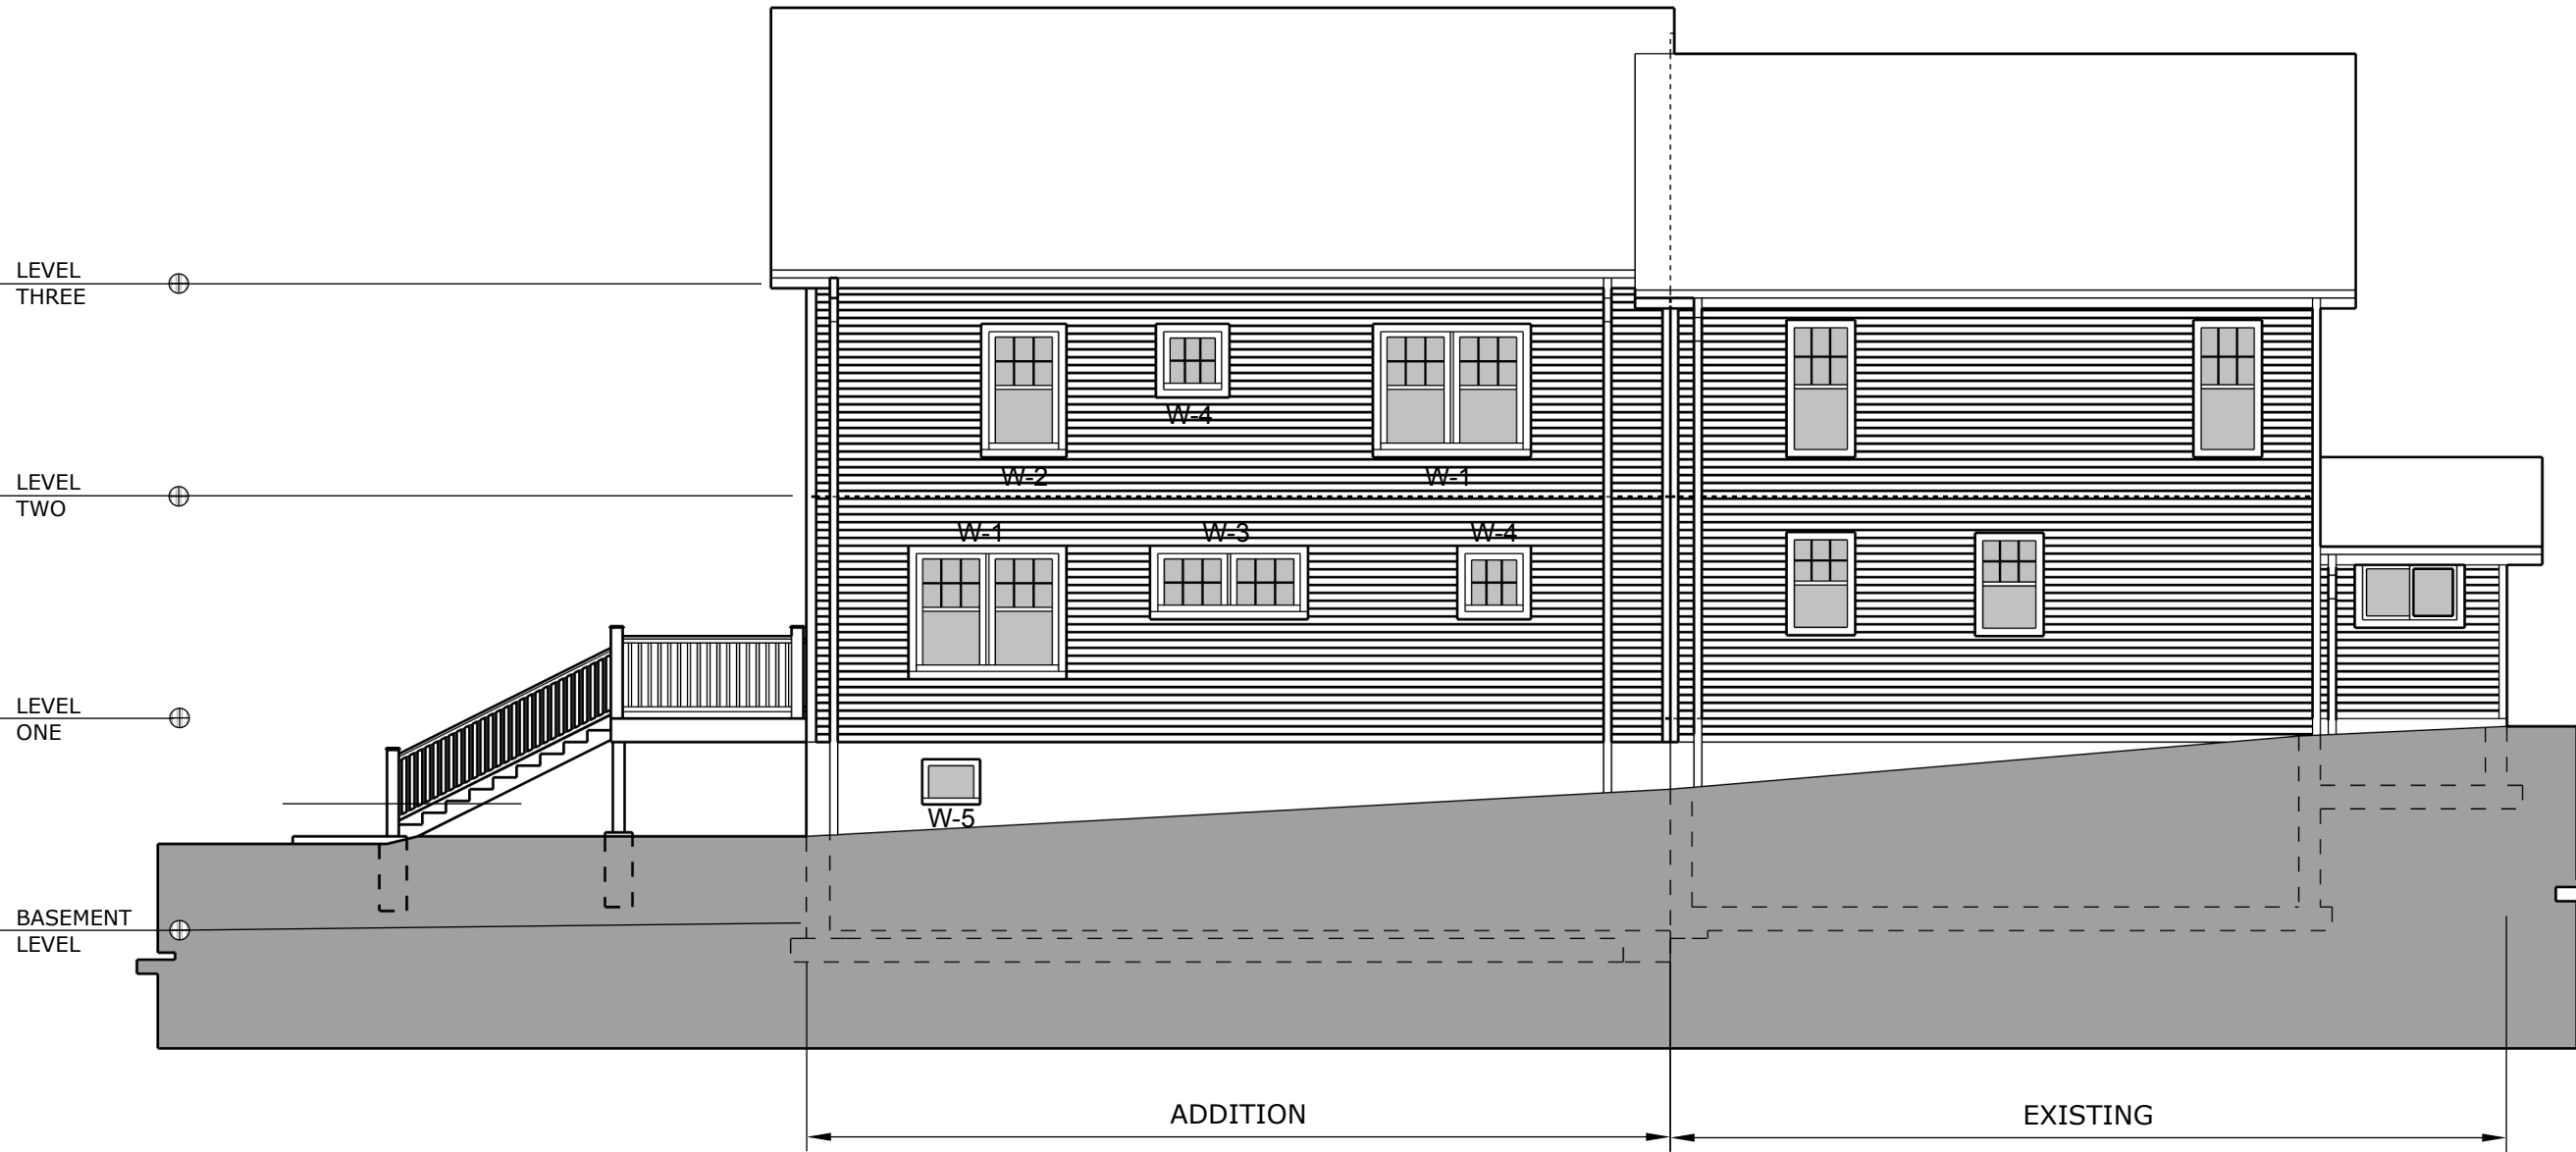 LEVEL
THREE
W-4
LEVEL
TWO
W-2
W-1
W-1
W-3
W-4
LEVEL
ONE
W-5
BASEMENT
LEVEL
ADDITION
EXISTING